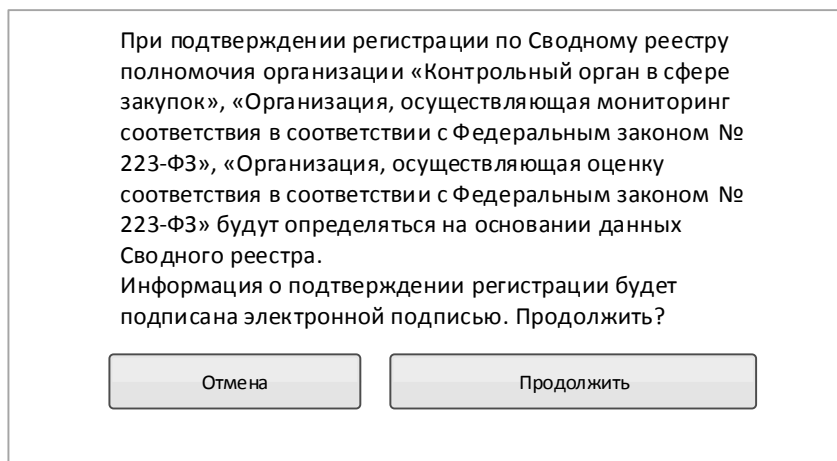 При подтверждении регистрации по Сводному реестру
полномочия организации «Контрольный орган в сфере
закупок», «Организация, осуществляющая мониторинг
соответствия в соответствии с Федеральным законом №
223-ФЗ», «Организация, осуществляющая оценку
соответствия в соответствии с Федеральным законом №
223-ФЗ» будут определяться на основании данных
Сводного реестра.
Информация о подтверждении регистрации будет
подписана электронной подписью. Продолжить?
Отмена
Продолжить